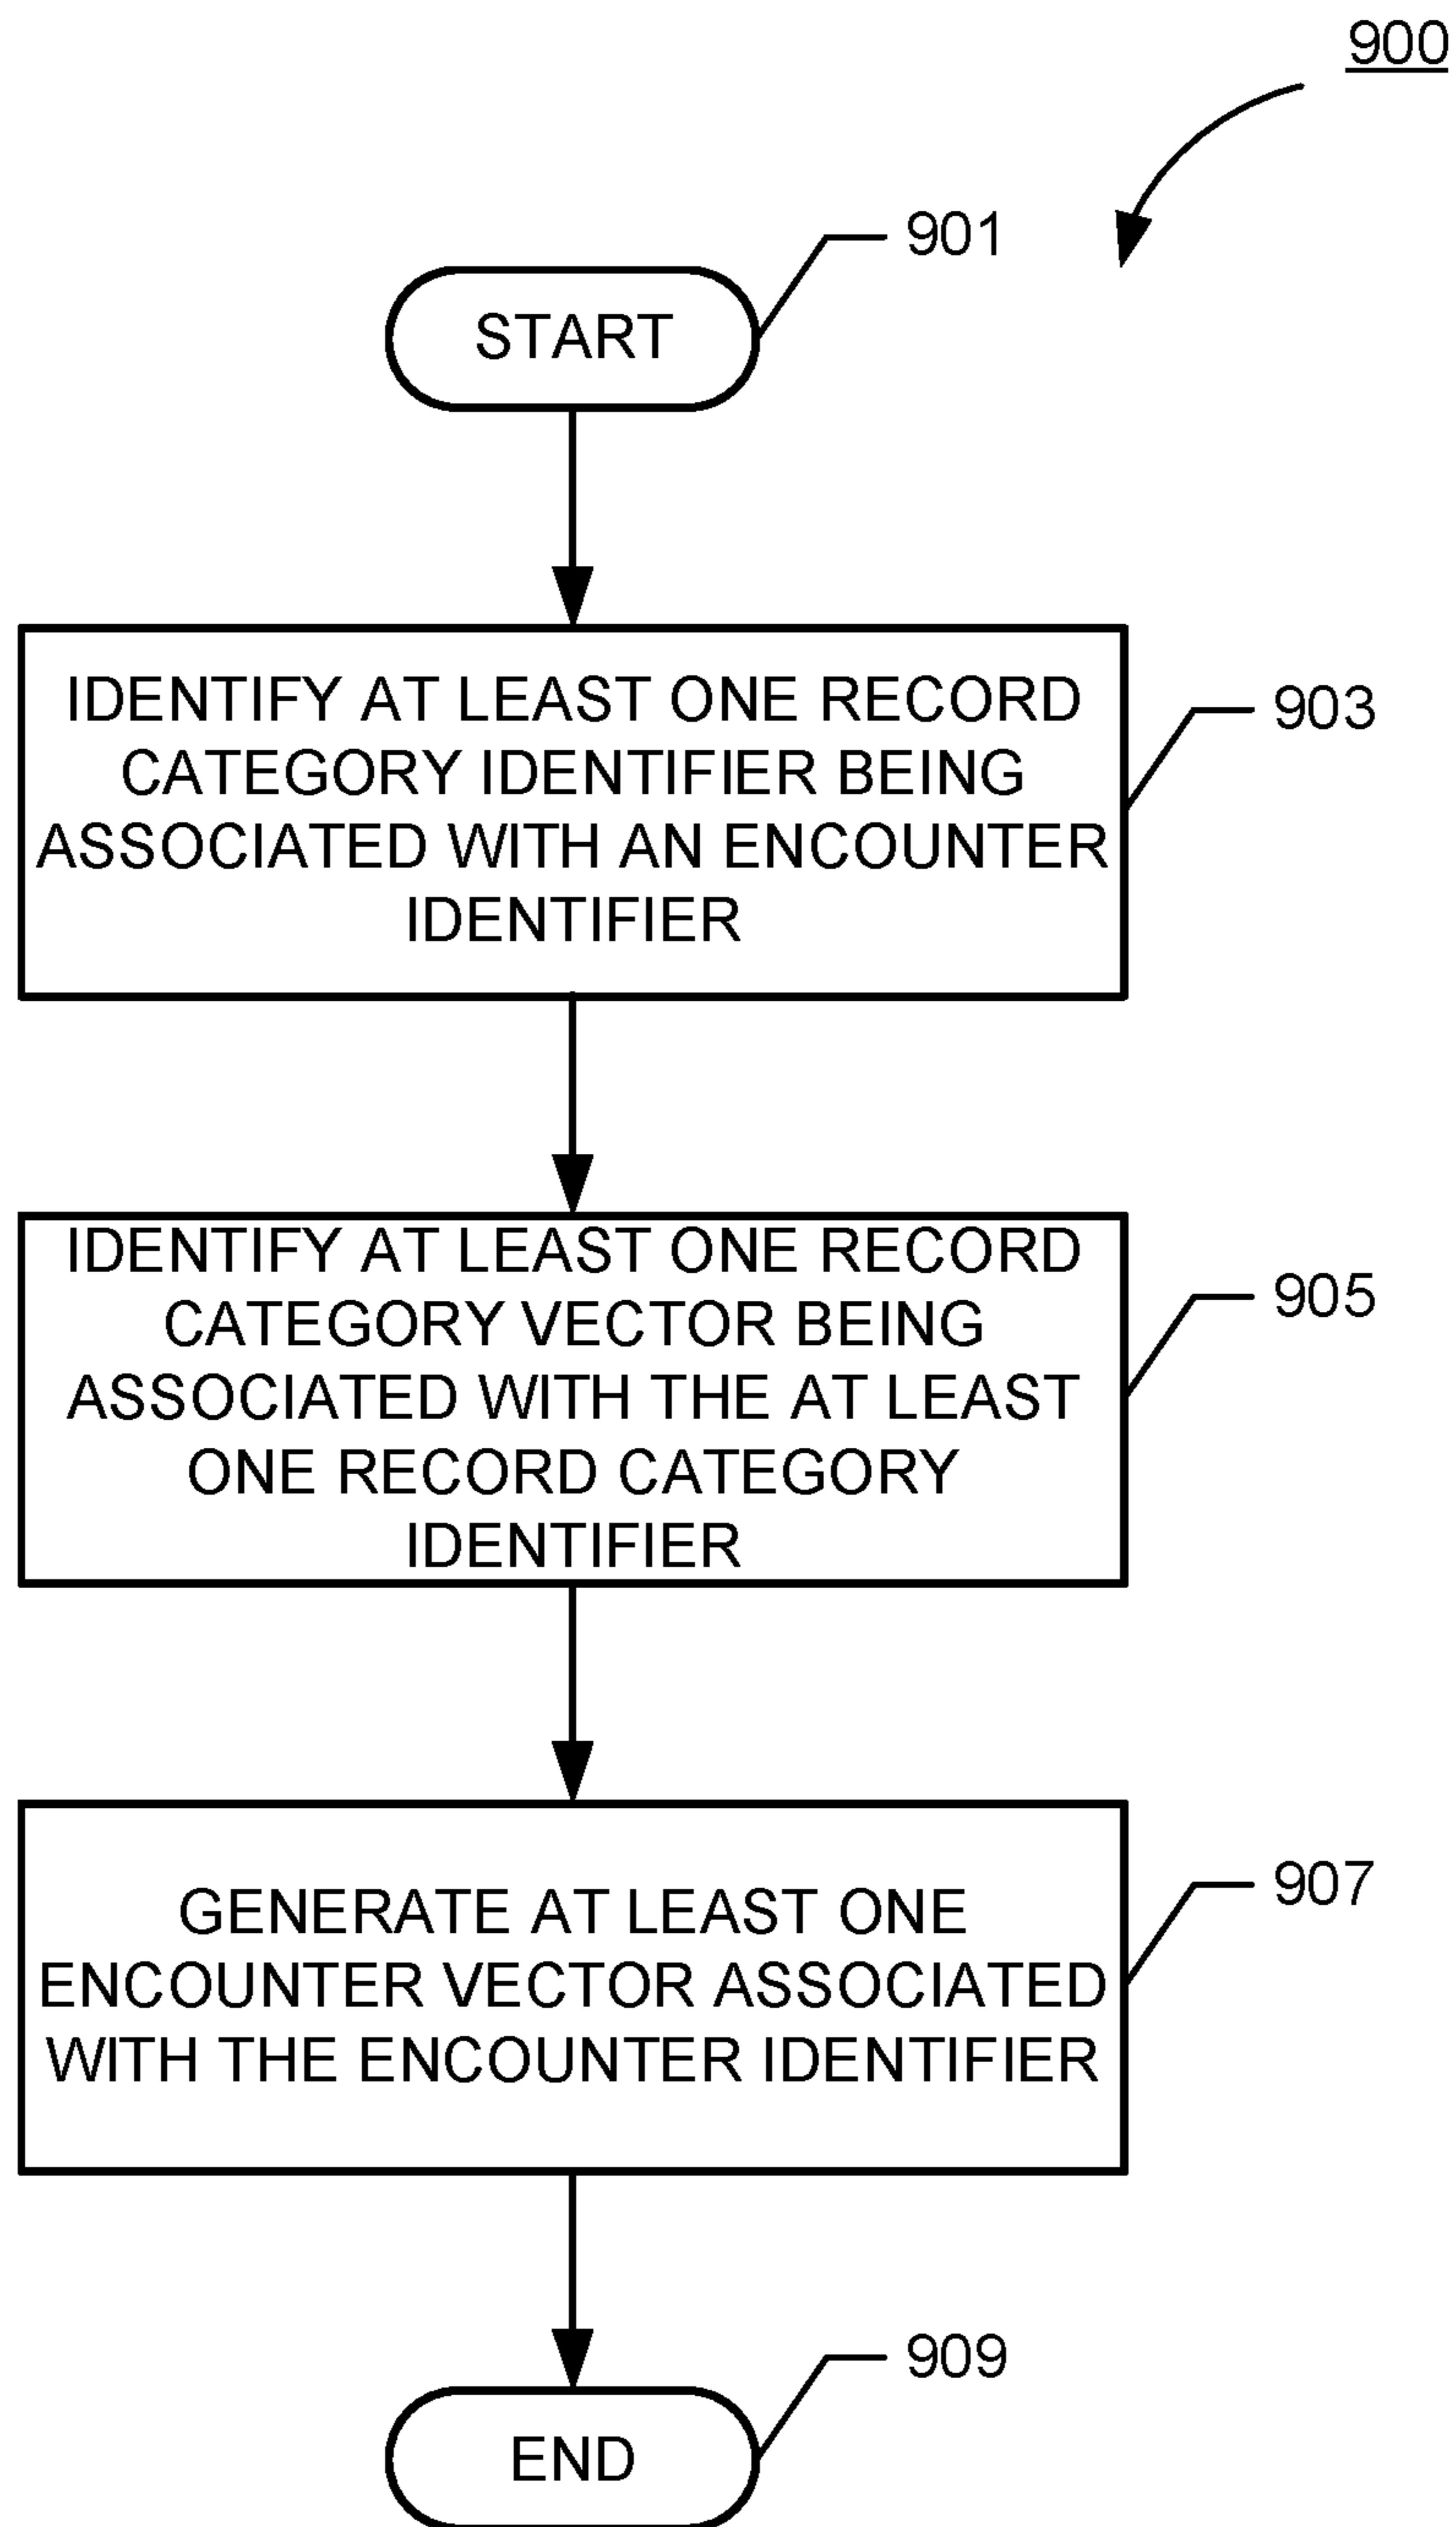 900
901
START
IDENTIFY AT LEAST ONE RECORD
CATEGORY IDENTIFIER BEING
ASSOCIATED WITH AN ENCOUNTER
IDENTIFIER
903
IDENTIFY AT LEAST ONE RECORD
CATEGORY VECTOR BEING
ASSOCIATED WITH THE AT LEAST
ONE RECORD CATEGORY
IDENTIFIER
905
GENERATE AT LEAST ONE
ENCOUNTER VECTOR ASSOCIATED
WITH THE ENCOUNTER IDENTIFIER
907
909
END